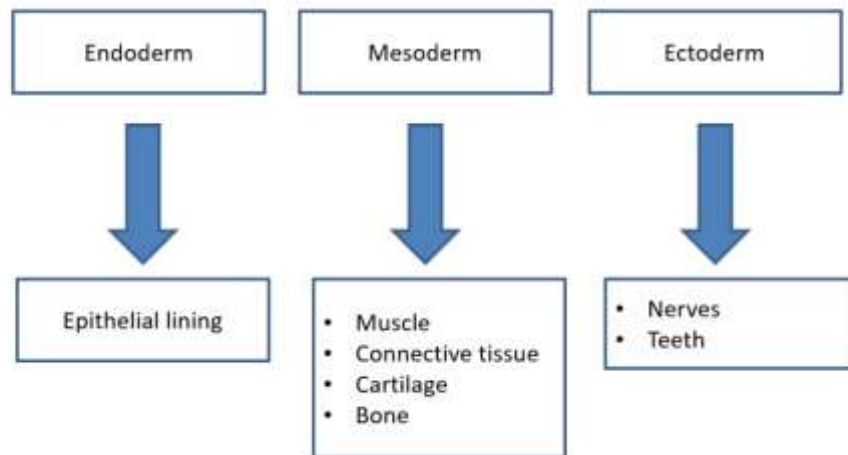 Endoderm
Mesoderm
Ectoderm
Epithelial lining
• Muscle
• Connective tissue
• Cartilage
• Bone
• Nerves
• Teeth